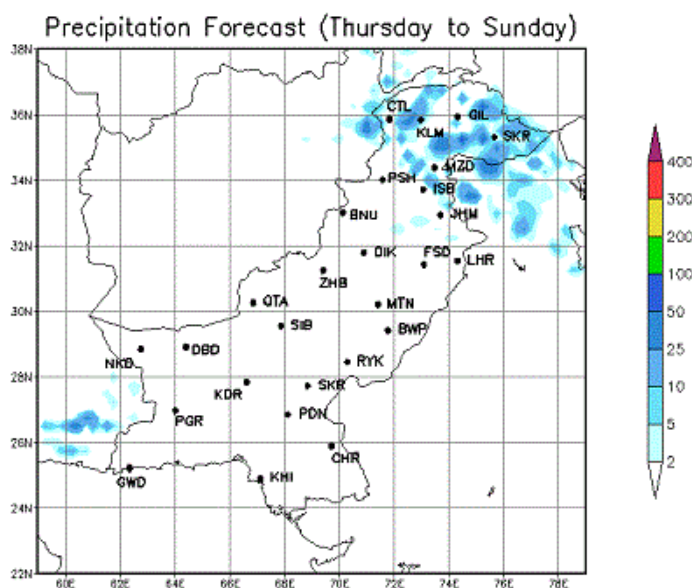 Precipitation Forecast (Thursday to Sunday)
38N
36N
34N
32N
30N
28N
26N
24N
22N
60E 62E 64E 66E 68E 70E 72E 74E 76E 78E
CTL
GIL
KLM
SKR
MZD
PSH
ISB
BNU
JHM
DIK
FSD
LHR
ZHB
QTA
MTN
SIB
BWP
NKD
DBD
RYK
KDR
SKR
PGR
PDN
CHR
GWD
KHI
400
300
200
100
50
25
10
5
2